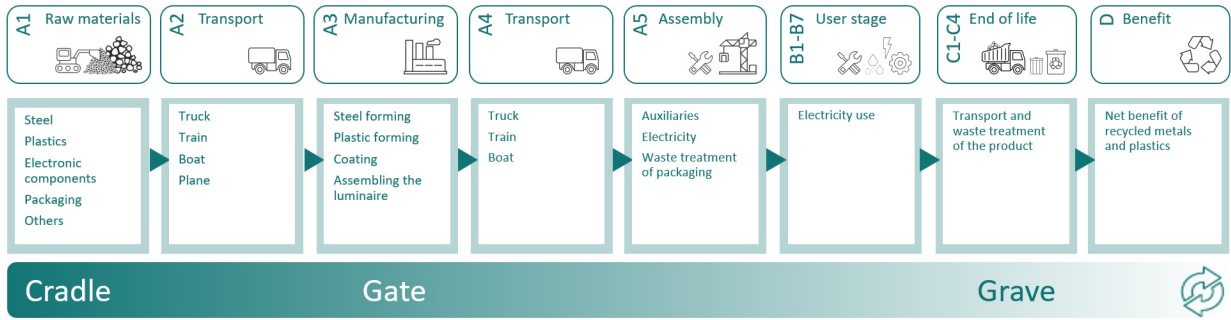 A1 Raw materials
A2 Transport
A3 Manufacturing
A4 Transport
A5 Assembly
B1-B7 User stage
C1-C4 End of life
D Benefit
Steel
Plastics
Electronic
components
Packaging
Others
Truck
Train
Boat
Plane
Steel forming
Plastic forming
Coating
Assembling the
luminaire
Truck
Train
Boat
Auxiliaries
Electricity
Waste treatment
of packaging
Electricity use
Transport and
waste treatment
of the product
Net benefit of
recycled metals
and plastics
Cradle
Gate
Grave